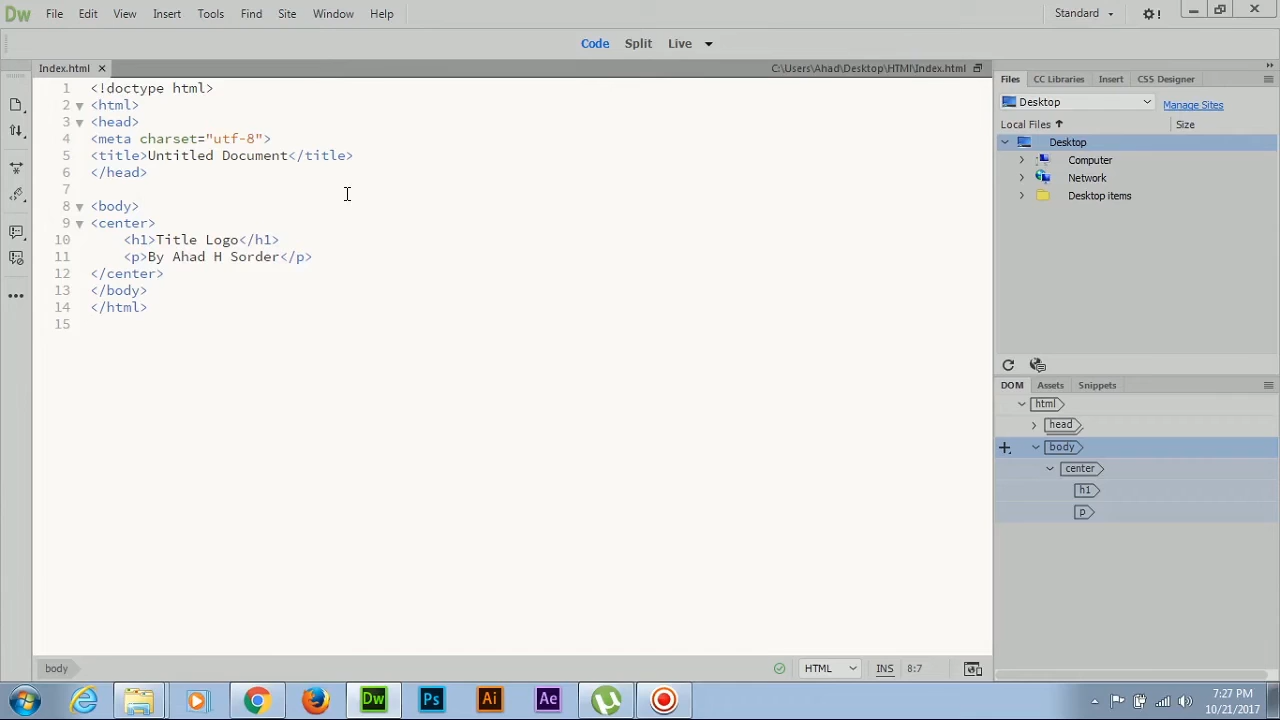 Dw File Edit View Insert Tools Find Site Window Help Standard
Code Split Live
Index.html C:\Users\Ahad\Desktop\HTMl\Index.html
1 <!doctype html>
2 <html>
3 <head>
4 <meta charset="utf-8">
5 <title>Untitled Document</title>
6 </head>
7
8 <body>
9 <center>
10 <h1>Title Logo</h1>
11 <p>By Ahad H Sorder</p>
12 </center>
13 </body>
14 </html>
15
body HTML INS 8:7
Files CC Libraries Insert CSS Designer
Desktop Manage Sites
Local Files Size
Desktop
Computer
Network
Desktop items
DOM Assets Snippets
html
head
body
center
h1
p
Dw Ps Ai Ae
7:27 PM
10/21/2017